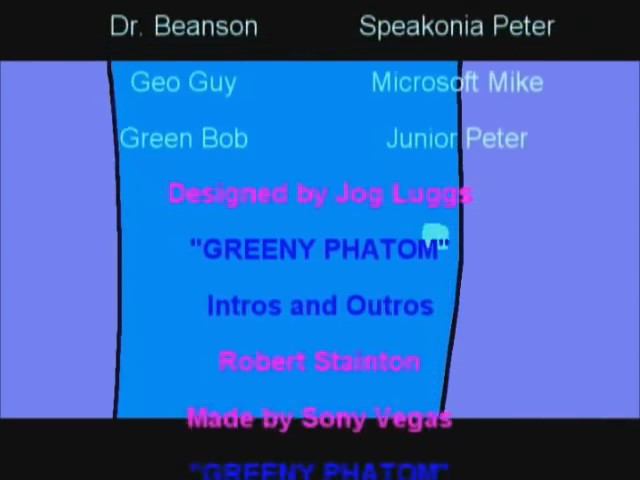 Dr. Beanson Speakonia Peter
Geo Guy Microsoft Mike
Green Bob Junior Peter
Designed by Jog Luggs
"GREENY PHATOM"
Intros and Outros
Robert Stainton
Made by Sony Vegas
"GREENY PHATOM"